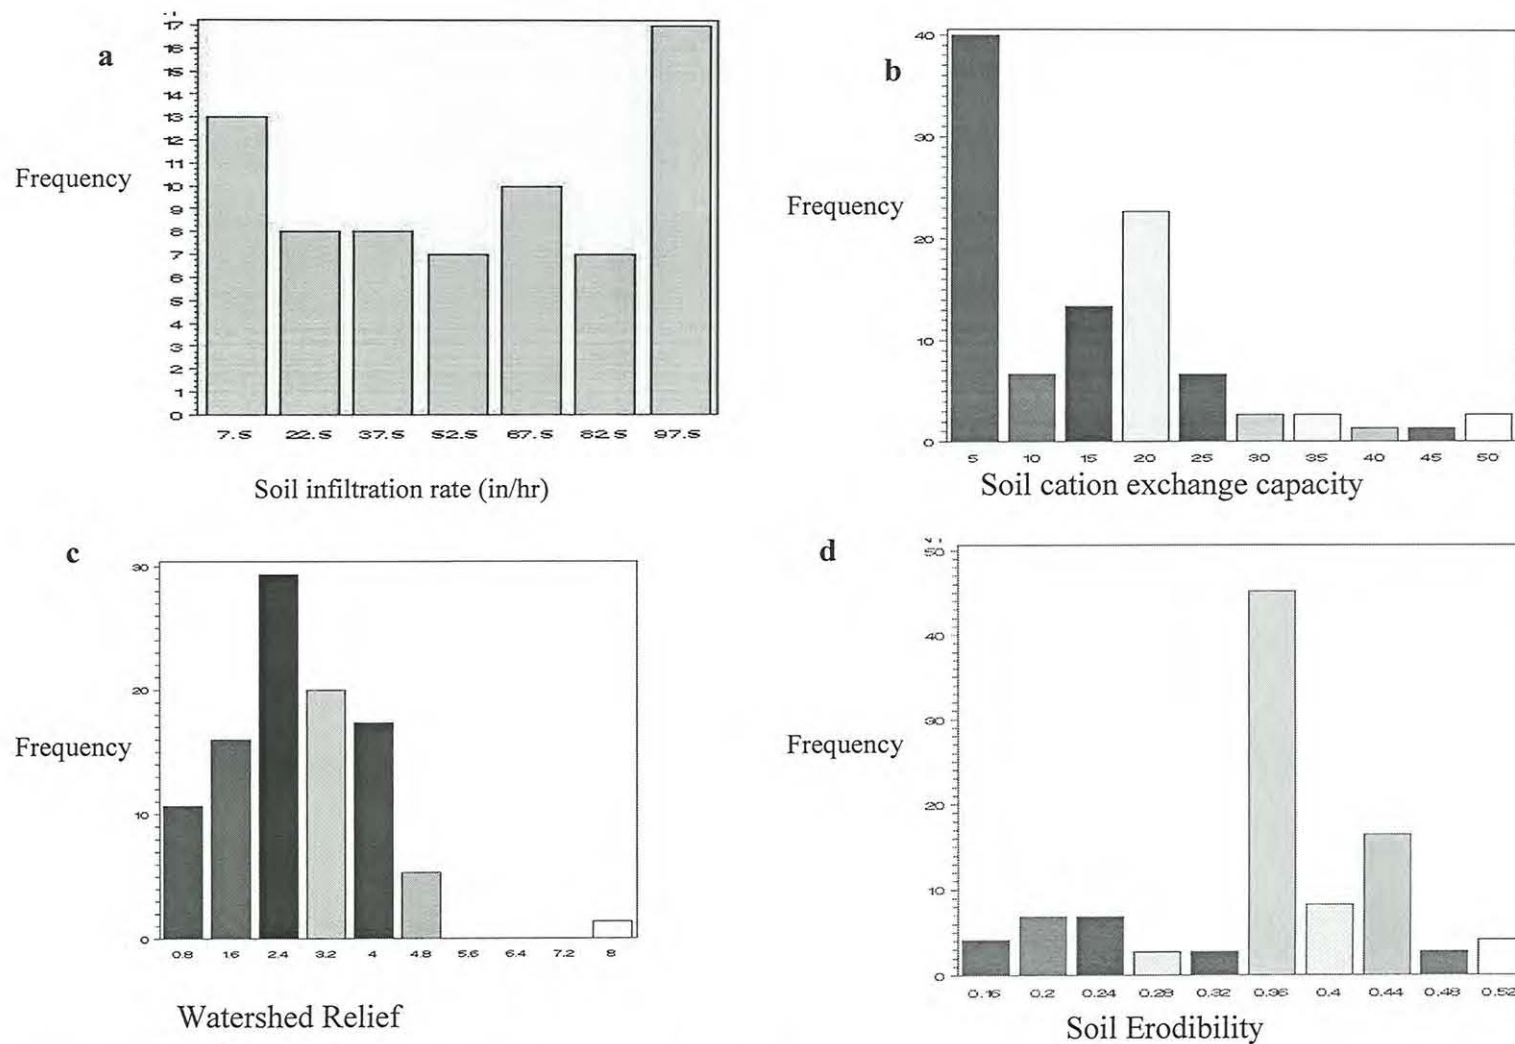 a
17
16
15
14
13
12
11
10
9
8
7
6
5
4
3
2
1
0
Frequency
7.5 22.5 37.5 52.5 67.5 82.5 97.5
Soil infiltration rate (in/hr)
b
40
30
20
10
0
Frequency
5 10 15 20 25 30 35 40 45 50
Soil cation exchange capacity
c
30
20
10
0
Frequency
0.8 1.6 2.4 3.2 4 4.8 5.6 6.4 7.2 8
Watershed Relief
d
50
40
30
20
10
0
Frequency
0.16 0.2 0.24 0.28 0.32 0.36 0.4 0.44 0.48 0.52
Soil Erodibility